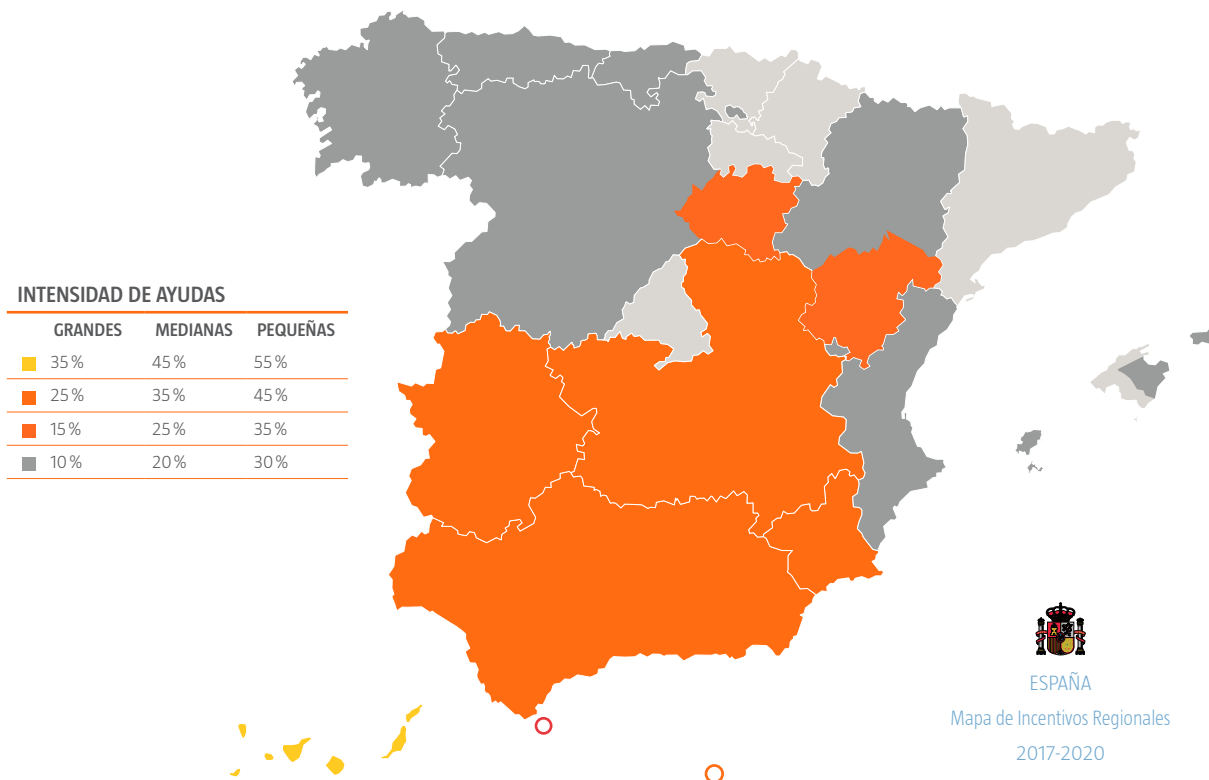 INTENSIDAD DE AYUDAS
GRANDES MEDIANAS PEQUEÑAS
35 % 45 % 55 %
25 % 35 % 45 %
15 % 25 % 35 %
10 % 20 % 30 %
ESPAÑA
Mapa de Incentivos Regionales
2017-2020